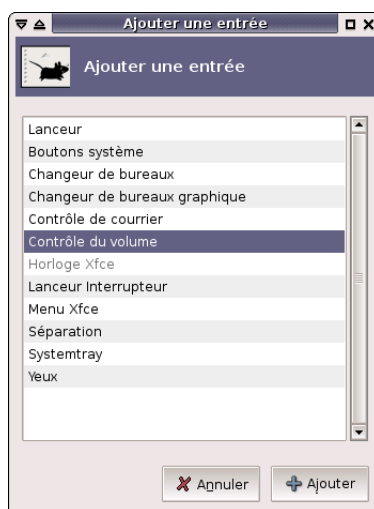 Ajouter une entrée
Ajouter une entrée
Lanceur
Boutons système
Changeur de bureaux
Changeur de bureaux graphique
Contrôle de courrier
Contrôle du volume
Horloge Xfce
Lanceur Interrupteur
Menu Xfce
Séparation
Systemtray
Yeux
Annuler
Ajouter